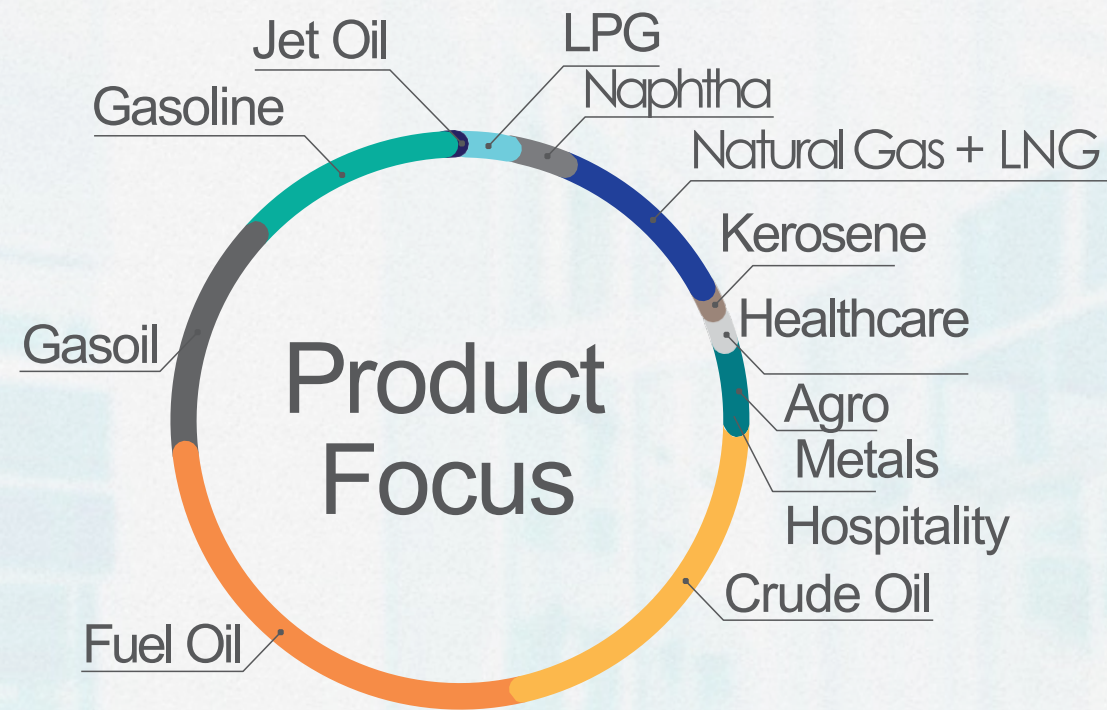 Jet Oil
LPG
Gasoline
Naphtha
Natural Gas + LNG
Kerosene
Healthcare
Gasoil
Product
Focus
Agro
Metals
Hospitality
Crude Oil
Fuel Oil